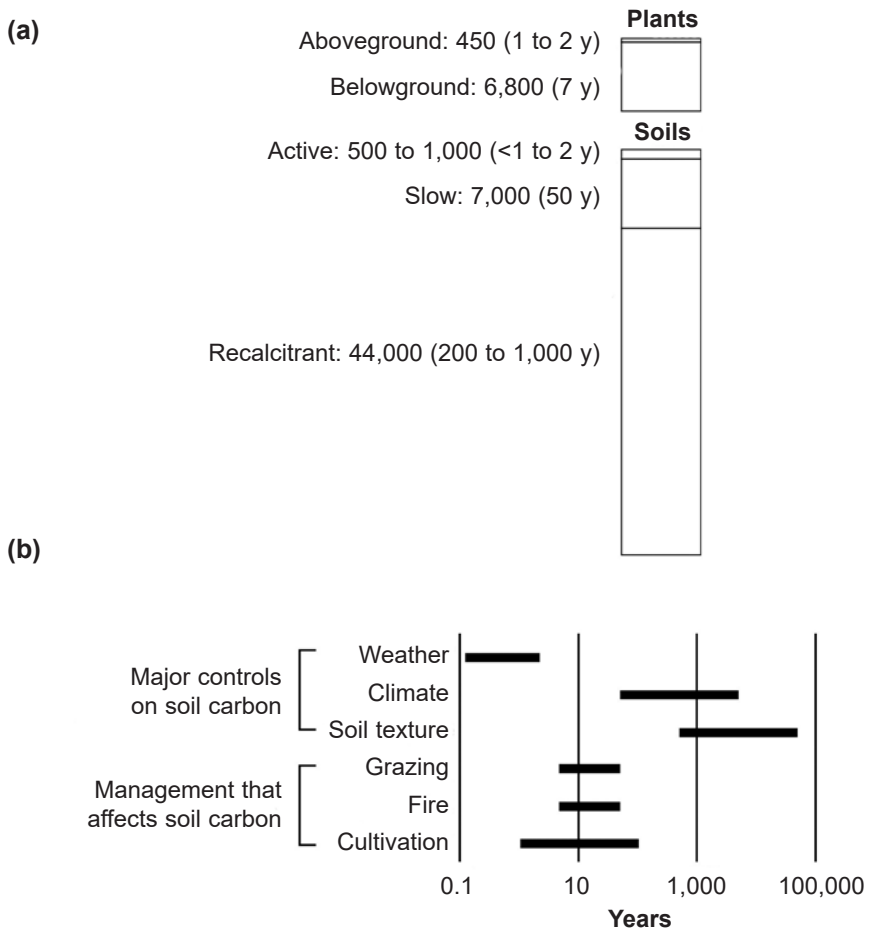 (a)
Plants
Aboveground: 450 (1 to 2 y)
Belowground: 6,800 (7 y)
Soils
Active: 500 to 1,000 (<1 to 2 y)
Slow: 7,000 (50 y)
Recalcitrant: 44,000 (200 to 1,000 y)
(b)
Major controls
on soil carbon
Weather
Climate
Soil texture
Management that
affects soil carbon
Grazing
Fire
Cultivation
0.1 10 1,000 100,000
Years